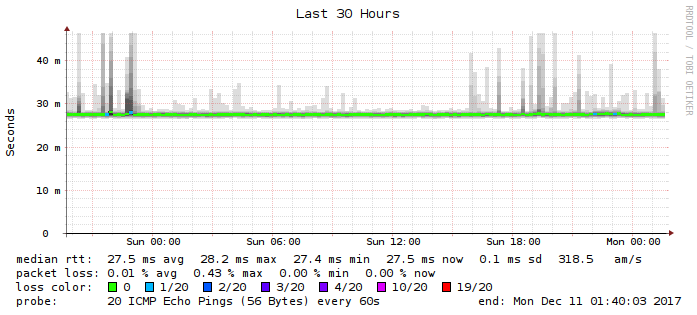 Last 30 Hours
RRDTOOL / TOBI OETIKER
Seconds
40 m
30 m
20 m
10 m
0
Sun 00:00 Sun 06:00 Sun 12:00 Sun 18:00 Mon 00:00
median rtt: 27.5 ms avg 28.2 ms max 27.4 ms min 27.5 ms now 0.1 ms sd 318.5 am/s
packet loss: 0.01 % avg 0.43 % max 0.00 % min 0.00 % now
loss color: 0 1/20 2/20 3/20 4/20 10/20 19/20
probe: 20 ICMP Echo Pings (56 Bytes) every 60s end: Mon Dec 11 01:40:03 2017